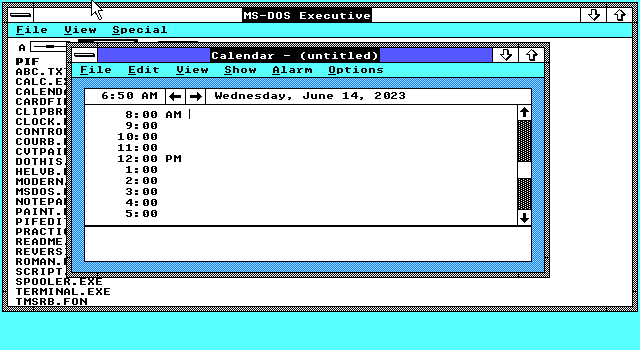 MS-DOS Executive
File View Special
A
Calendar - (untitled)
File Edit View Show Alarm Options
6:50 AM Wednesday, June 14, 2023
8:00 AM
9:00
10:00
11:00
12:00 PM
1:00
2:00
3:00
4:00
5:00
PIF
ABC.TX
CALC.EX
CALEND
CARDFI
CLIPBR
CLOCK.
CONTRO
COURB.
CVTPAI
DOTHIS
HELVB.
MODERN
MSDOS.
NOTEPA
PAINT.
PIFEDI
PRACTI
README
REVERS
ROMAN.
SCRIPT
SPOOLER.EXE
TERMINAL.EXE
TMSRB.FON